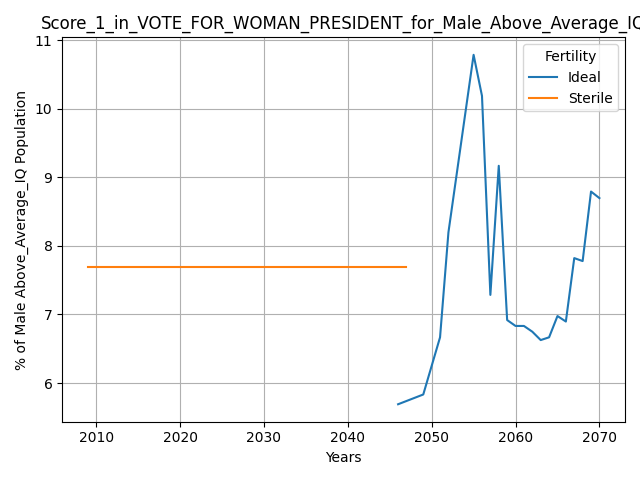 Score_1_in_VOTE_FOR_WOMAN_PRESIDENT_for_Male_Above_Average_IQ
Fertility
Ideal
Sterile
% of Male Above_Average_IQ Population
11
10
9
8
7
6
2010 2020 2030 2040 2050 2060 2070
Years